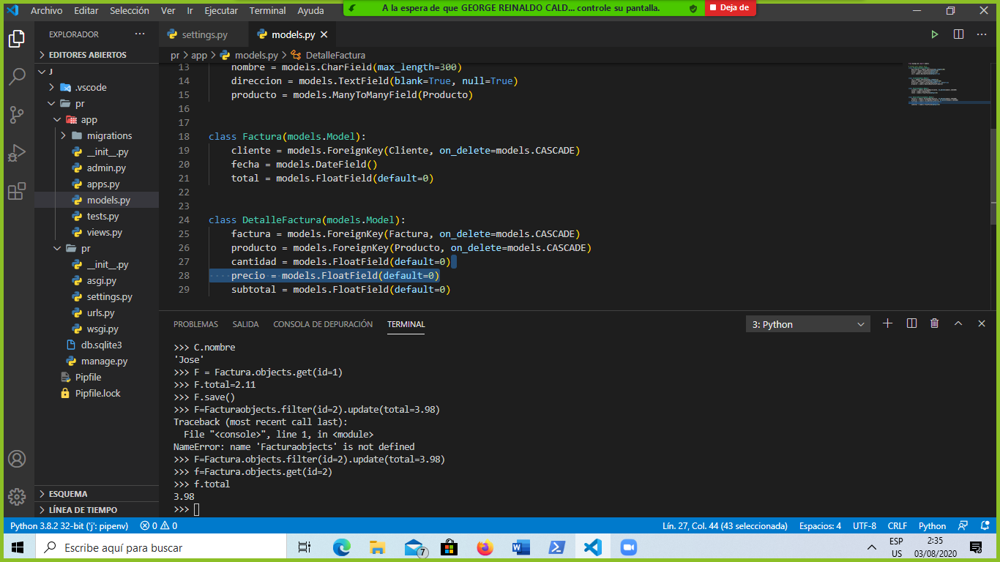 Archivo Editar Selección Ver Ir Ejecutar Terminal Ayuda
A la espera de que GEORGE REINALDO CALD... controle su pantalla.
Deja de
EXPLORADOR ···
EDITORES ABIERTOS
J
.vscode
pr
app
migrations
__init__.py
admin.py
apps.py
models.py
tests.py
views.py
pr
__init__.py
asgi.py
settings.py
urls.py
wsgi.py
db.sqlite3
manage.py
Pipfile
Pipfile.lock
ESQUEMA
LÍNEA DE TIEMPO
settings.py models.py
pr > app > models.py > DetalleFactura
13 nombre = models.CharField(max_length=300)
14 direccion = models.TextField(blank=True, null=True)
15 producto = models.ManyToManyField(Producto)
16
17
18 class Factura(models.Model):
19 cliente = models.ForeignKey(Cliente, on_delete=models.CASCADE)
20 fecha = models.DateField()
21 total = models.FloatField(default=0)
22
23
24 class DetalleFactura(models.Model):
25 factura = models.ForeignKey(Factura, on_delete=models.CASCADE)
26 producto = models.ForeignKey(Producto, on_delete=models.CASCADE)
27 cantidad = models.FloatField(default=0)
28 precio = models.FloatField(default=0)
29 subtotal = models.FloatField(default=0)
PROBLEMAS SALIDA CONSOLA DE DEPURACIÓN TERMINAL 3: Python
>>> C.nombre
'Jose'
>>> F = Factura.objects.get(id=1)
>>> F.total=2.11
>>> F.save()
>>> F=Facturaobjects.filter(id=2).update(total=3.98)
Traceback (most recent call last):
File "<console>", line 1, in <module>
NameError: name 'Facturaobjects' is not defined
>>> F=Factura.objects.filter(id=2).update(total=3.98)
>>> f=Factura.objects.get(id=2)
>>> f.total
3.98
>>>
Python 3.8.2 32-bit ('j': pipenv) 0 0 Lín. 27, Col. 44 (43 seleccionada) Espacios: 4 UTF-8 CRLF Python
Escribe aquí para buscar
7
ESP
US
2:35
03/08/2020